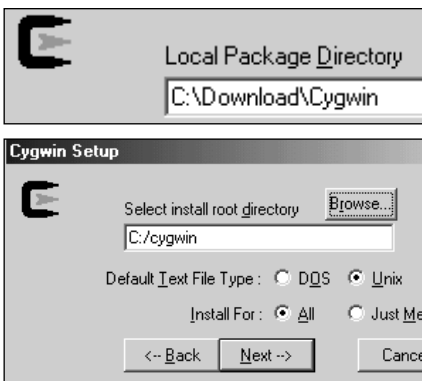 Local Package Directory
C:\Download\Cygwin
Cygwin Setup
Select install root directory Browse...
C:/cygwin
Default Text File Type : DOS Unix
Install For : All Just Me
<-- Back Next --> Cance